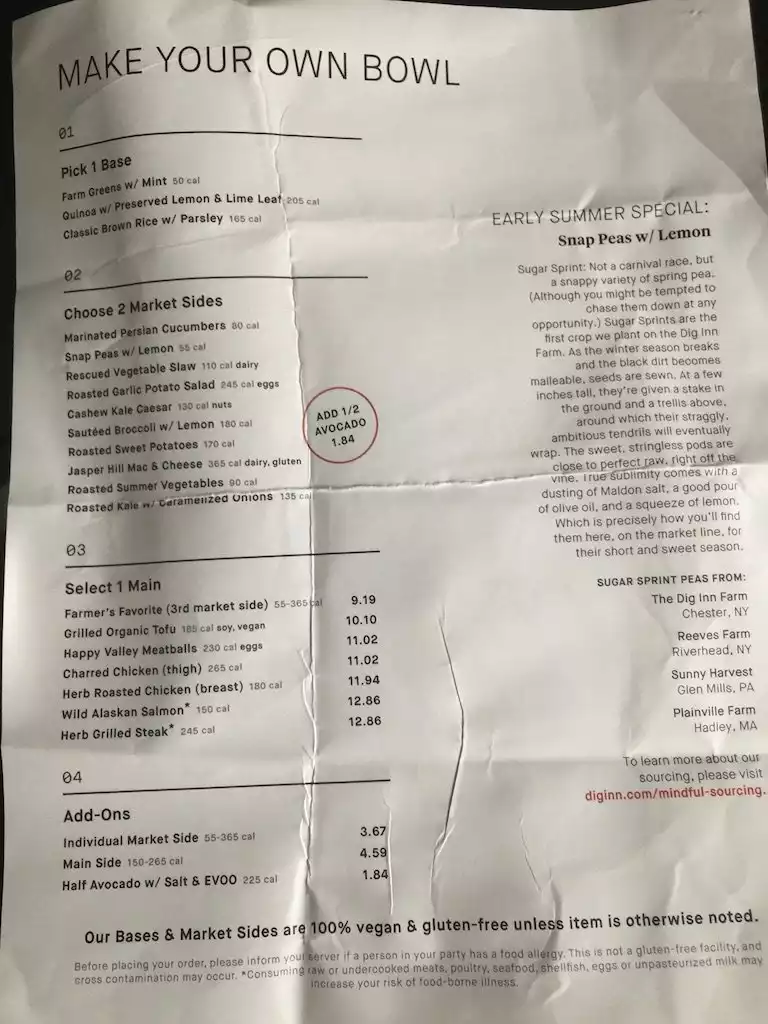 MAKE YOUR OWN BOWL
01
Pick 1 Base
Farm Greens w/ Mint 50 cal
Quinoa w/ Preserved Lemon & Lime Leaf 205 cal
Classic Brown Rice w/ Parsley 165 cal
02
Choose 2 Market Sides
Marinated Persian Cucumbers 80 cal
Snap Peas w/ Lemon 55 cal
Rescued Vegetable Slaw 110 cal dairy
Roasted Garlic Potato Salad 245 cal eggs
Cashew Kale Caesar 130 cal nuts
Sautéed Broccoli w/ Lemon 180 cal
Roasted Sweet Potatoes 170 cal
Jasper Hill Mac & Cheese 365 cal dairy, gluten
Roasted Summer Vegetables 90 cal
Roasted Kale w/ Caramelized Onions 135 cal
ADD 1/2
AVOCADO
1.84
03
Select 1 Main
Farmer's Favorite (3rd market side) 55-365 cal 9.19
Grilled Organic Tofu 185 cal soy, vegan 10.10
Happy Valley Meatballs 230 cal eggs 11.02
Charred Chicken (thigh) 265 cal 11.02
Herb Roasted Chicken (breast) 180 cal 11.94
Wild Alaskan Salmon* 150 cal 12.86
Herb Grilled Steak* 245 cal 12.86
04
Add-Ons
Individual Market Side 55-365 cal 3.67
Main Side 150-265 cal 4.59
Half Avocado w/ Salt & EVOO 225 cal 1.84
EARLY SUMMER SPECIAL:
Snap Peas w/ Lemon
Sugar Sprint: Not a carnival race, but
a snappy variety of spring pea.
(Although you might be tempted to
chase them down at any
opportunity.) Sugar Sprints are the
first crop we plant on the Dig Inn
Farm. As the winter season breaks
and the black dirt becomes
malleable, seeds are sewn. At a few
inches tall, they're given a stake in
the ground and a trellis above,
around which their straggly,
ambitious tendrils will eventually
wrap. The sweet, stringless pods are
close to perfect raw, right off the
vine. True sublimity comes with a
dusting of Maldon salt, a good pour
of olive oil, and a squeeze of lemon.
Which is precisely how you'll find
them here, on the market line, for
their short and sweet season.
SUGAR SPRINT PEAS FROM:
The Dig Inn Farm
Chester, NY
Reeves Farm
Riverhead, NY
Sunny Harvest
Glen Mills, PA
Plainville Farm
Hadley, MA
To learn more about our
sourcing, please visit
diginn.com/mindful-sourcing.
Our Bases & Market Sides are 100% vegan & gluten-free unless item is otherwise noted.
Before placing your order, please inform your server if a person in your party has a food allergy. This is not a gluten-free facility, and
cross contamination may occur. *Consuming raw or undercooked meats, poultry, seafood, shellfish, eggs or unpasteurized milk may
increase your risk of food-borne illness.